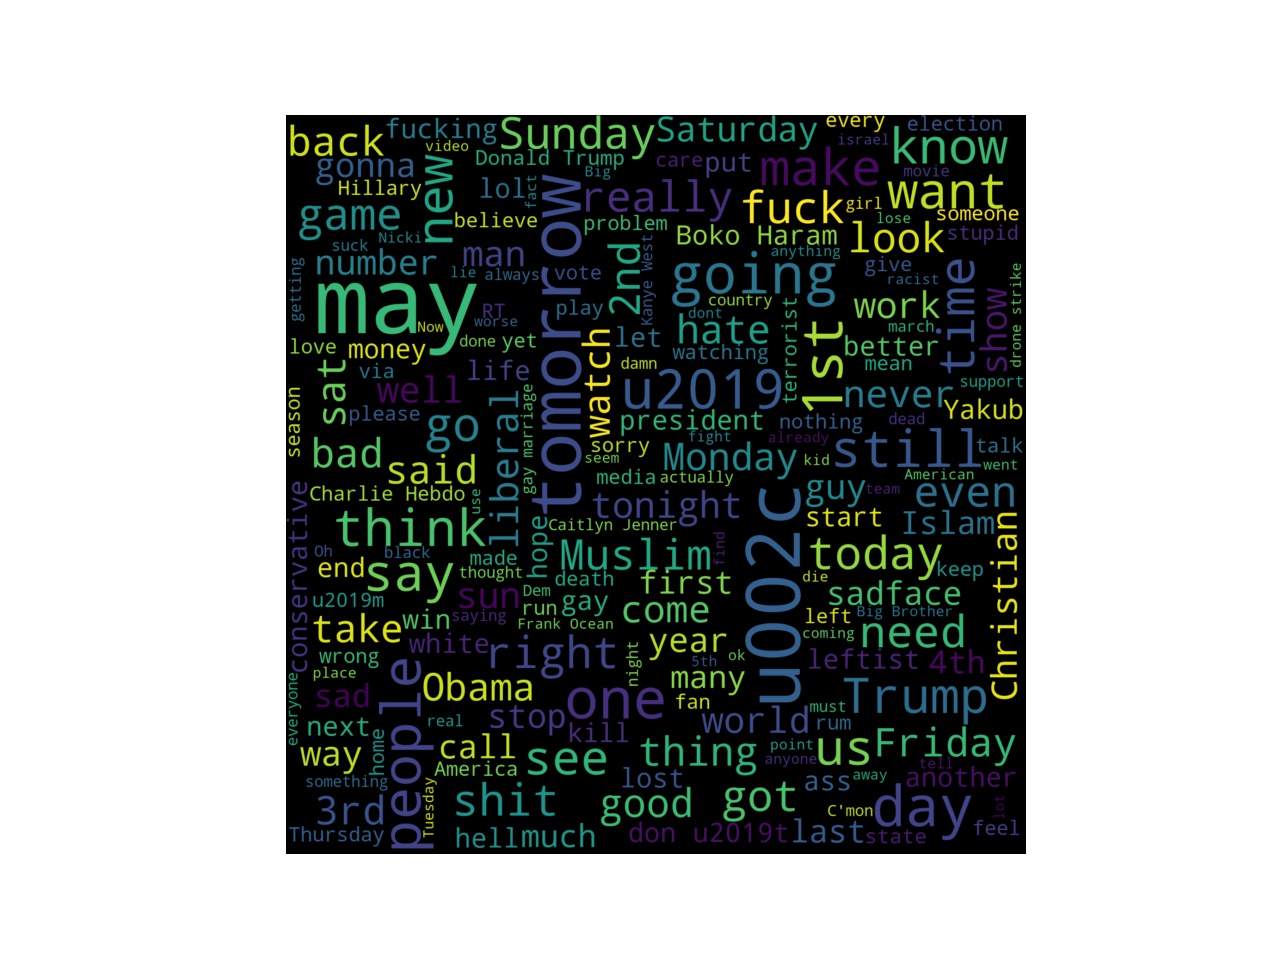 back
fucking
Sunday
Saturday
every
election
gonna
video
Donald Trump
care
put
israel
know
Hillary
new
lol
fact
Big
make
movie
want
game
believe
tomorrow
really
problem
fuck
girl
lose
someone
suck
Nicki
man
2nd
Kanye West
Boko Haram
anything
look
stupid
getting
number
lie
always
vote
going
give
racist
time
may
Now
RT
worse
play
country
dont
terrorist
work
show
drone strike
love
money
done
yet
let
hate
1st
march
better
sat
via
life
watch
damn
watching
mean
support
season
please
well
gay marriage
u2019
never
Yakub
go
liberal
president
nothing
dead
bad
sorry
fight
already
still
talk
said
seem
Monday
kid
went
Charlie Hebdo
use
media
actually
guy
team
American
even
conservative
think
hope
tonight
u002c
start
Islam
Christian
Oh
black
Caitlyn Jenner
find
today
end
say
made
thought
Muslim
death
first
die
keep
u2019m
sun
Dem
run
gay
come
sadface
take
win
saying
Frank Ocean
left
Big Brother
coming
need
wrong
white
right
night
year
5th
ok
leftist
4th
place
people
many
everyone
sad
Obama
one
fan
Trump
next
real
stop
kill
world
must
rum
way
home
call
see
thing
point
anyone
us
Friday
something
America
lost
ass
away
tell
another
3rd
Tuesday
shit
good
got
C'mon
day
lot
Thursday
hell
much
don u2019t
last
state
feel